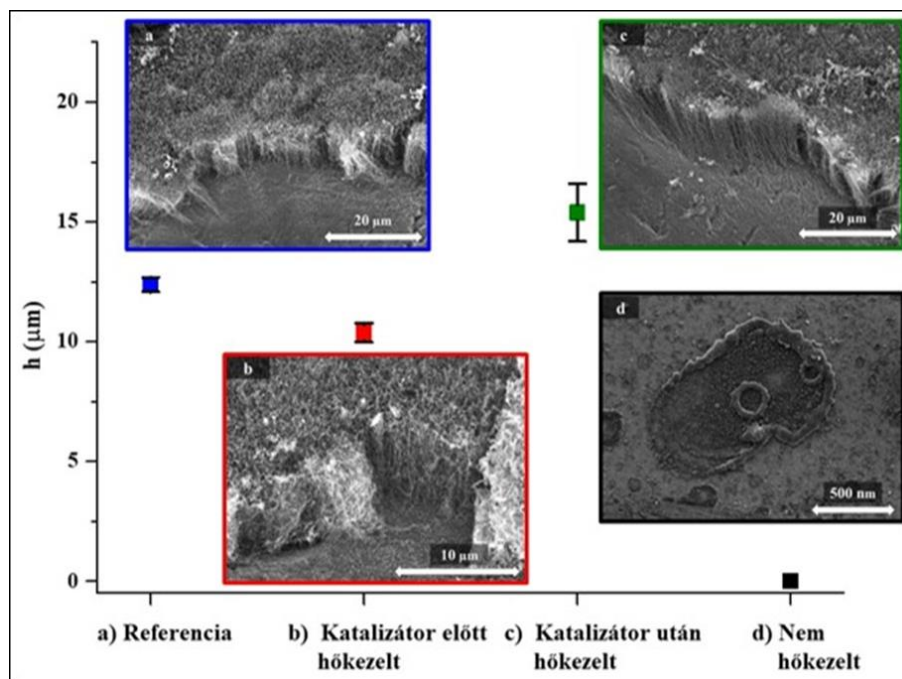 h (µm)
20
15
10
5
0
a
20 µm
b
10 µm
c
20 µm
d
500 nm
a) Referencia
b) Katalizátor előtt
hőkezelt
c) Katalizátor után
hőkezelt
d) Nem
hőkezelt